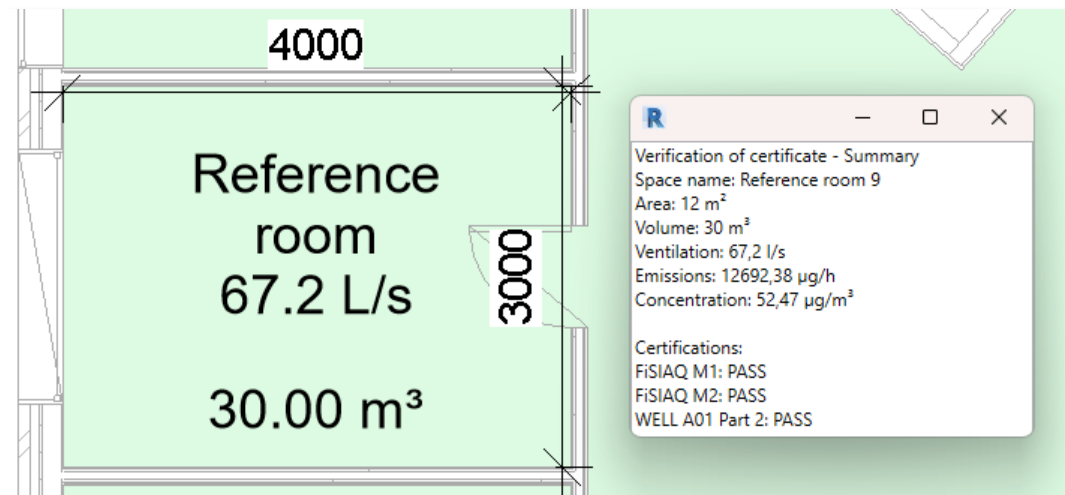 4000
Reference
room
67.2 L/s
3000
30.00 m³
R
Verification of certificate - Summary
Space name: Reference room 9
Area: 12 m²
Volume: 30 m³
Ventilation: 67,2 l/s
Emissions: 12692,38 µg/h
Concentration: 52,47 µg/m³
Certifications:
FiSIAQ M1: PASS
FiSIAQ M2: PASS
WELL A01 Part 2: PASS